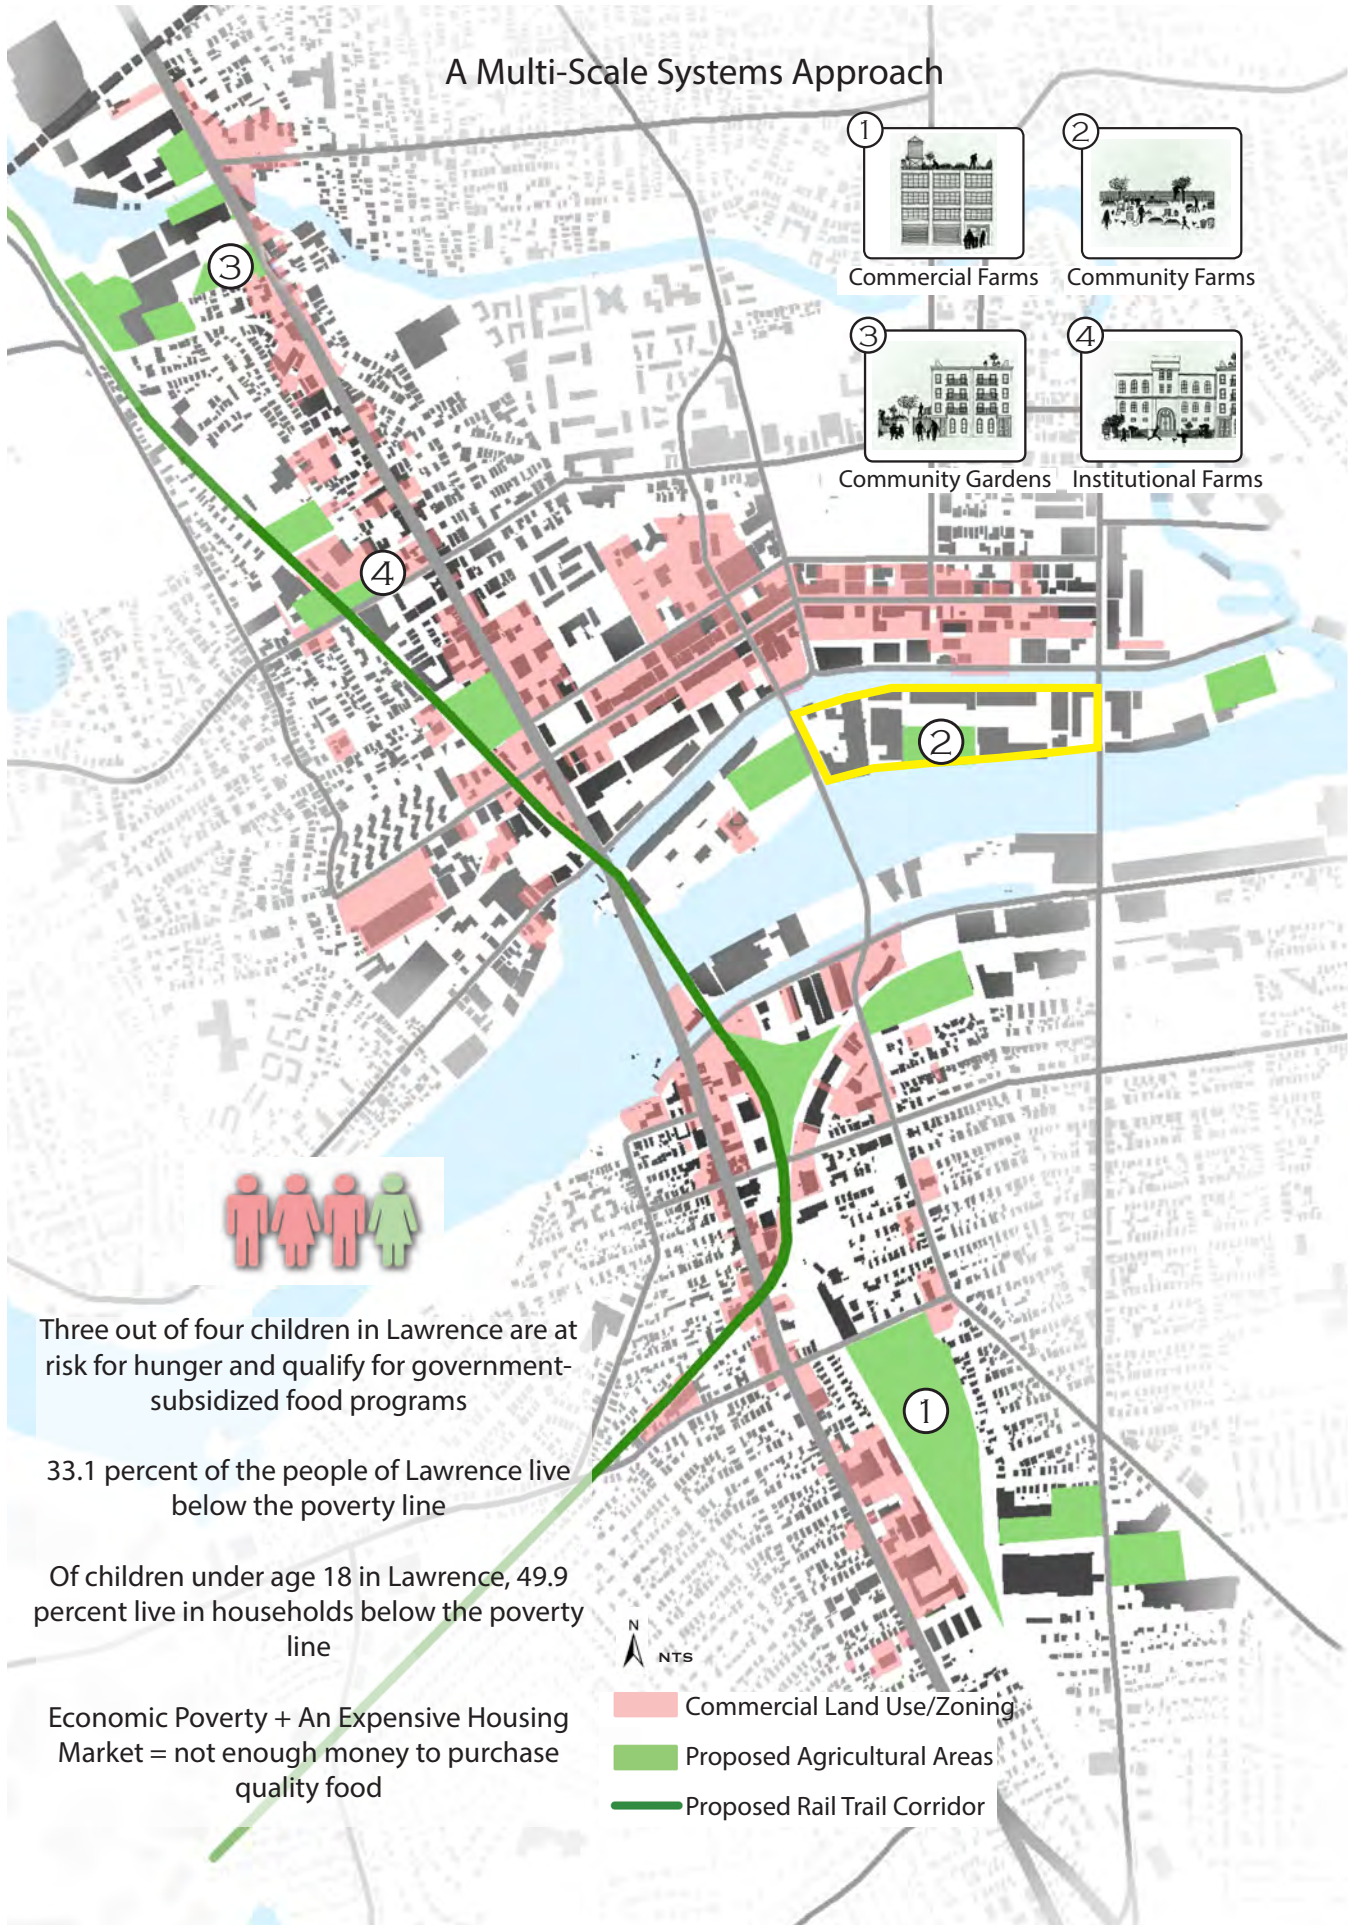 A Multi-Scale Systems Approach
1
2
Commercial Farms
Community Farms
3
4
Community Gardens
Institutional Farms
3
4
2
1
Three out of four children in Lawrence are at
risk for hunger and qualify for government-
subsidized food programs
33.1 percent of the people of Lawrence live
below the poverty line
Of children under age 18 in Lawrence, 49.9
percent live in households below the poverty
line
Economic Poverty + An Expensive Housing
Market = not enough money to purchase
quality food
N
NTS
Commercial Land Use/Zoning
Proposed Agricultural Areas
Proposed Rail Trail Corridor